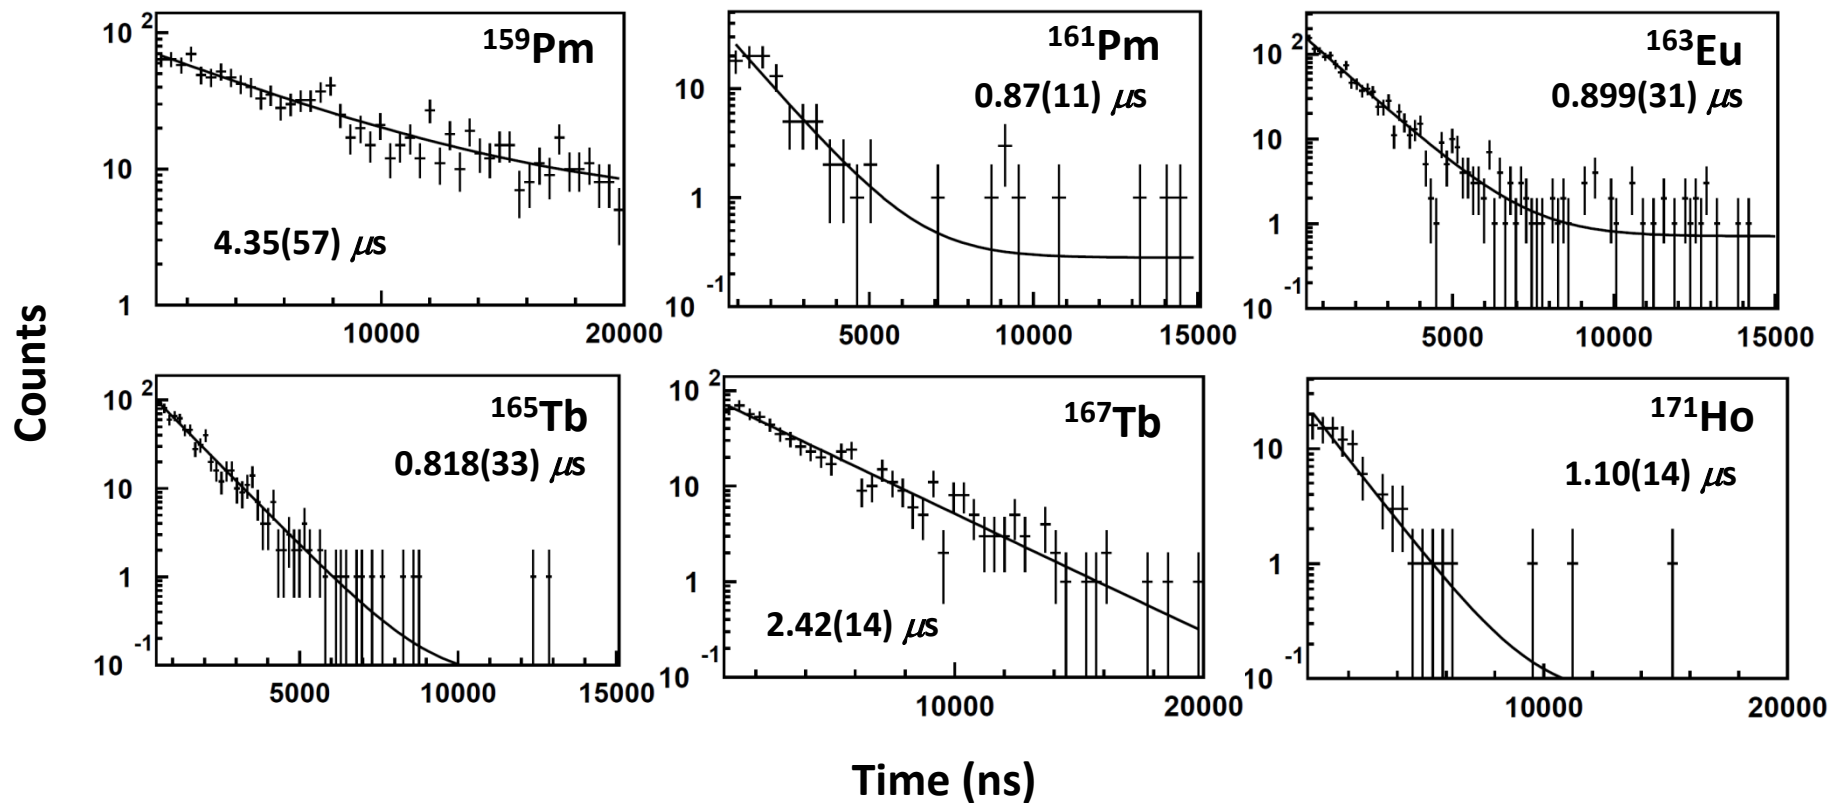 Counts
10 2
10
1
10000
20000
159Pm
4.35(57) μs
10
1
10 -1
5000
10000
15000
161Pm
0.87(11) μs
10 2
10
1
10 -1
5000
10000
15000
163Eu
0.899(31) μs
10 2
10
1
10 -1
5000
10000
15000
165Tb
0.818(33) μs
10 2
10
1
10 -1
10000
20000
167Tb
2.42(14) μs
10
1
10 -1
10000
20000
171Ho
1.10(14) μs
Time (ns)